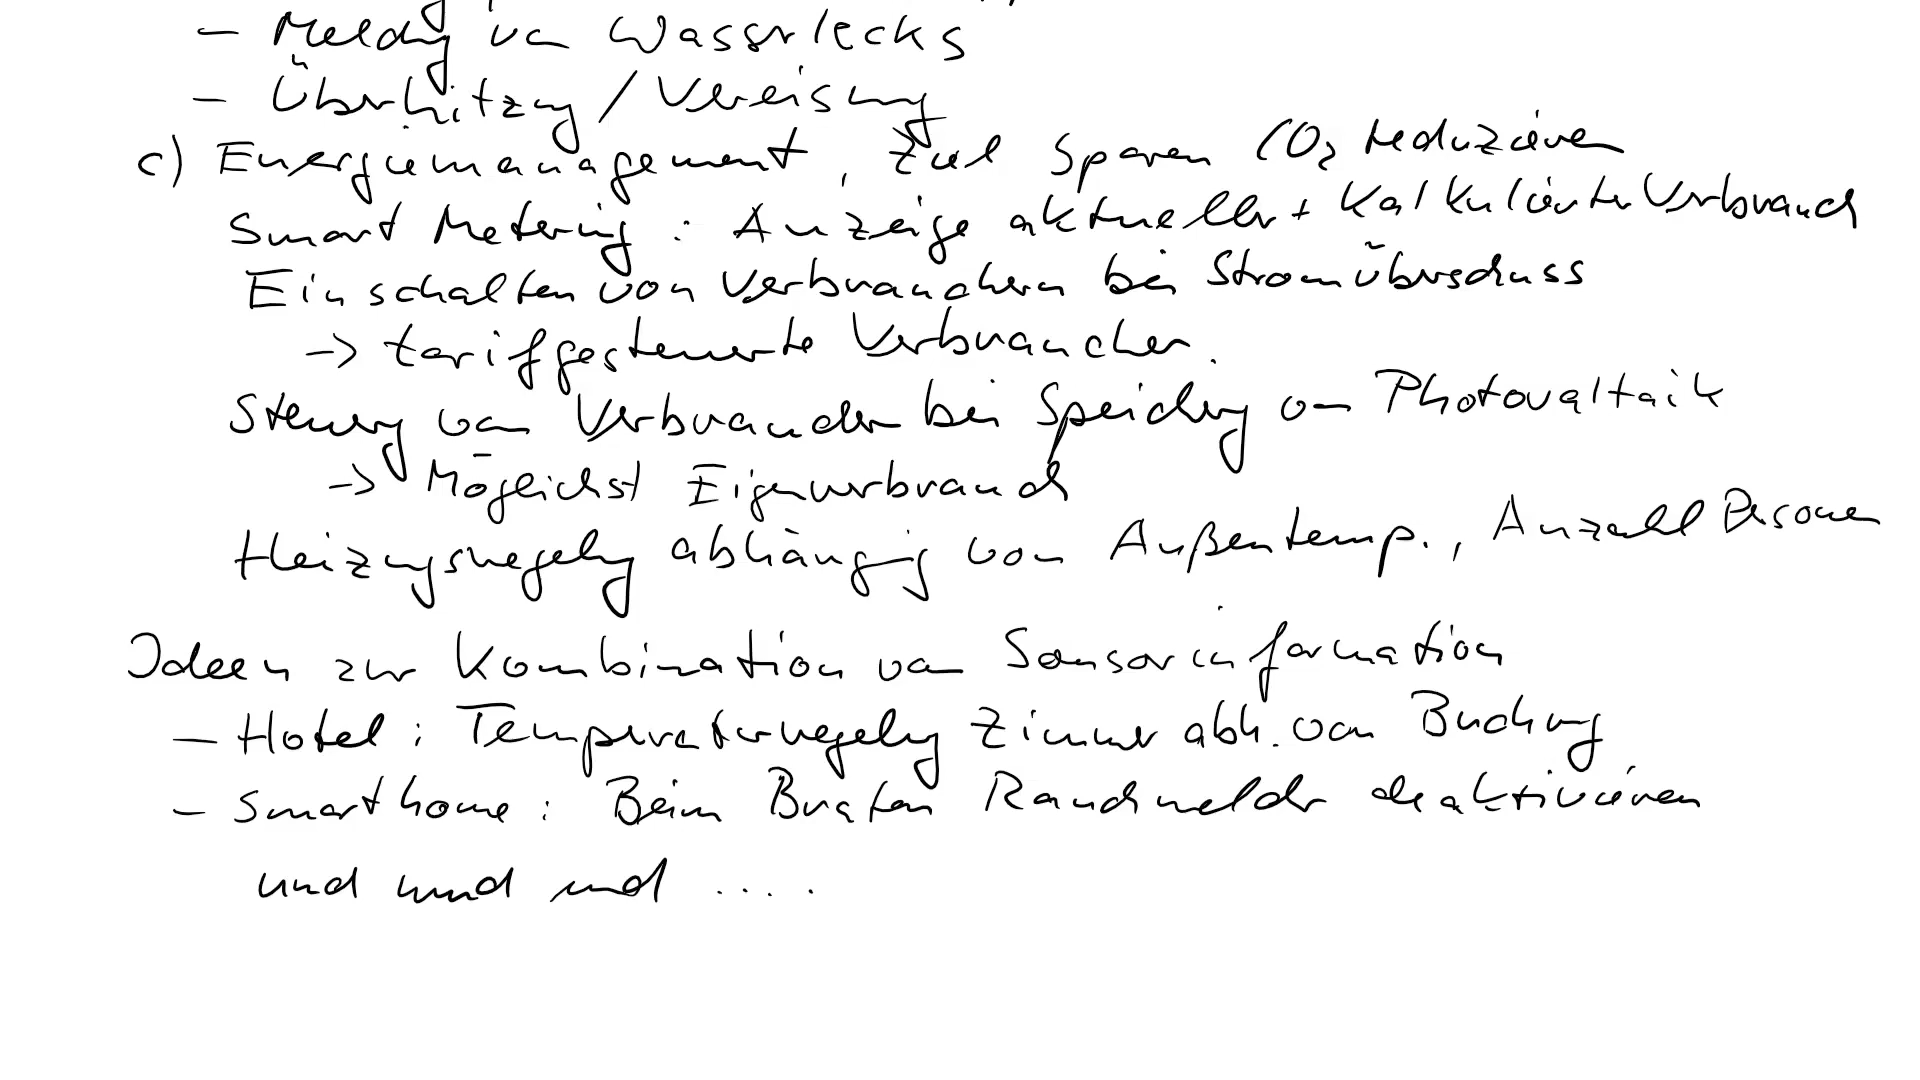 - Meldung von Wasserlecks
- Überhitzung / Vereisung
c) Energiemanagement, Ziel Sparen CO₂ reduzieren
Smart Metering : Anzeige aktueller + kalkulierter Verbrauch
Einschalten von Verbrauchern bei Stromüberschuss
-> tarifgesteuerte Verbraucher.
Steuerung von Verbraucher bei Speicherung von Photovoltaik
-> Möglichst Eigenverbrauch
Heizungsregelung abhängig von Außentemp., Anzahl Personen
Ideen zur Kombination von Sensorinformation
- Hotel : Temperaturregelung Zimmer abh. von Buchung
- Smarthome : Beim Braten Rauchmelder deaktivieren
und und und ....